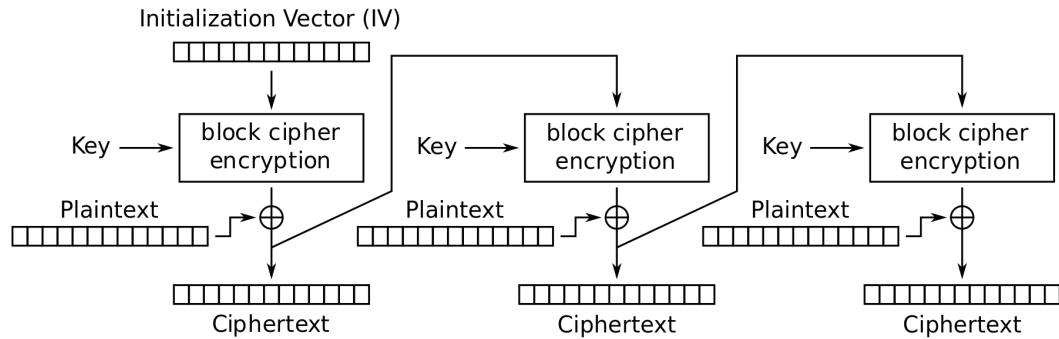 Initialization Vector (IV)
Key
block cipher
encryption
Plaintext
Ciphertext
Key
block cipher
encryption
Plaintext
Ciphertext
Key
block cipher
encryption
Plaintext
Ciphertext